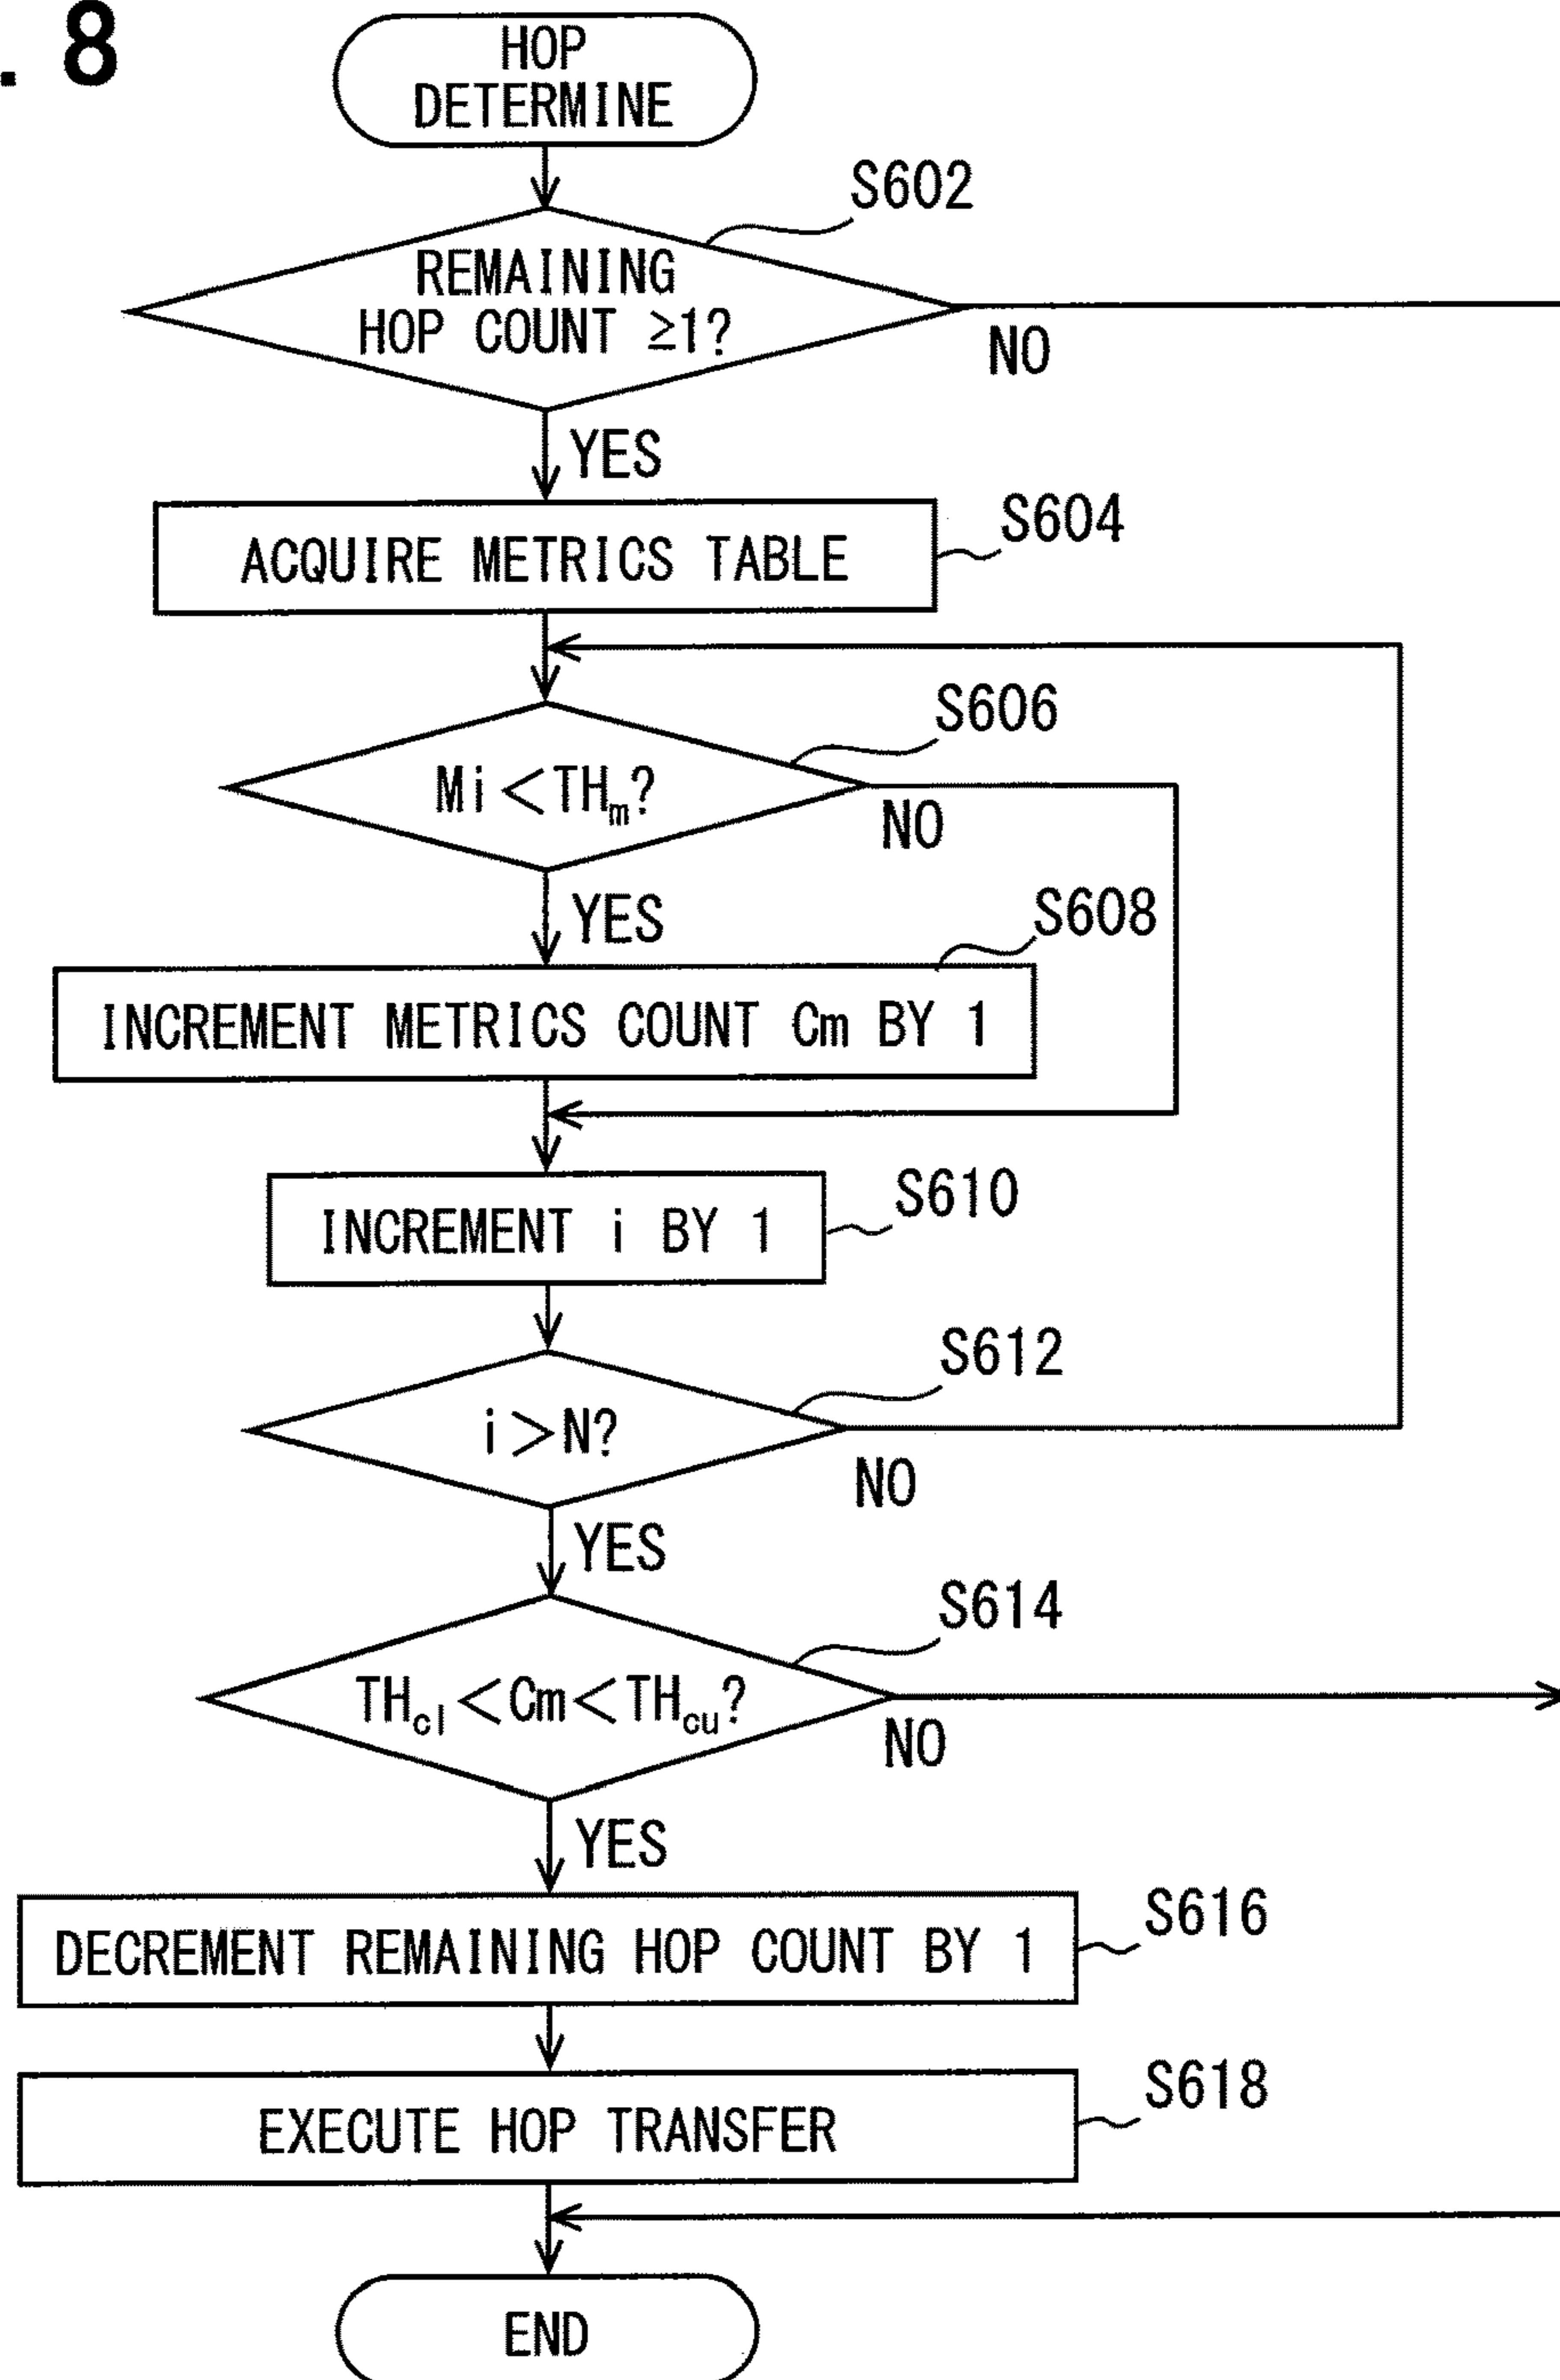 . 8
HOP
DETERMINE
S602
REMAINING
HOP COUNT ≥1?
NO
YES
S604
ACQUIRE METRICS TABLE
S606
Mi<THm?
NO
YES
S608
INCREMENT METRICS COUNT Cm BY 1
S610
INCREMENT i BY 1
S612
i>N?
NO
YES
S614
THcl<Cm<THcu?
NO
YES
S616
DECREMENT REMAINING HOP COUNT BY 1
S618
EXECUTE HOP TRANSFER
END